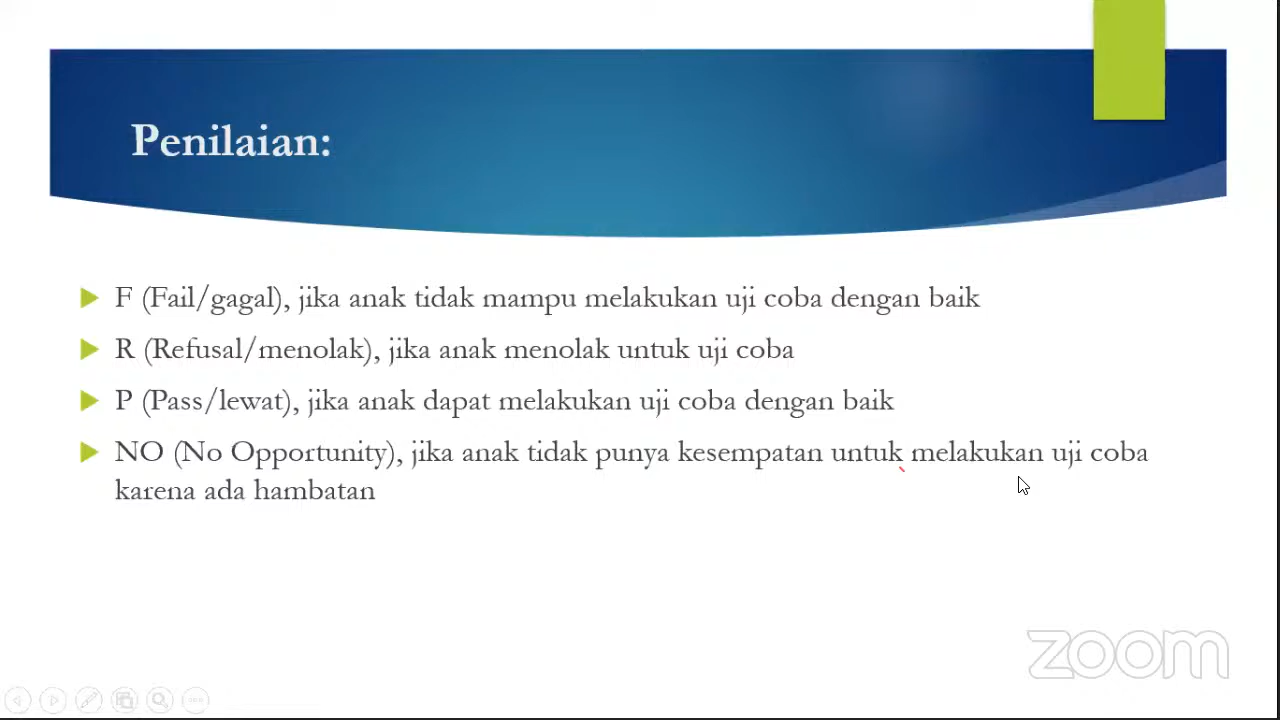 Penilaian:
F (Fail/gagal), jika anak tidak mampu melakukan uji coba dengan baik
R (Refusal/menolak), jika anak menolak untuk uji coba
P (Pass/lewat), jika anak dapat melakukan uji coba dengan baik
NO (No Opportunity), jika anak tidak punya kesempatan untuk melakukan uji coba
karena ada hambatan
zoom